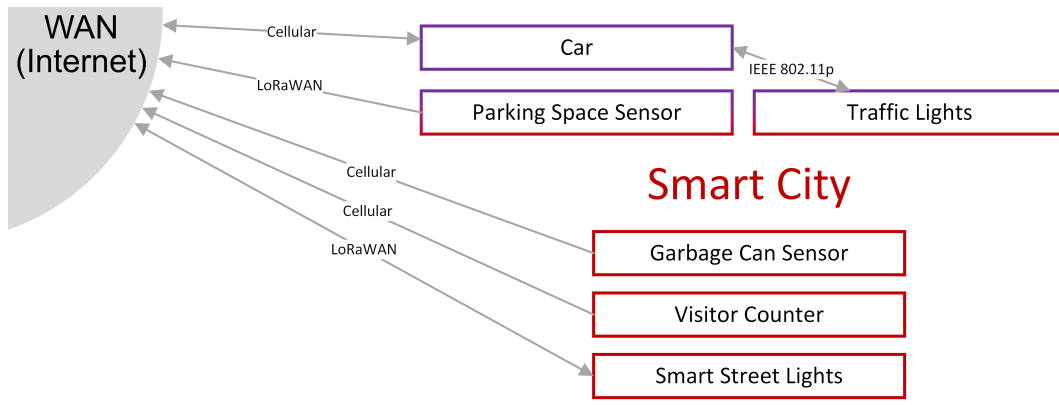 WAN
(Internet)
Cellular
Car
IEEE 802.11p
LoRaWAN
Parking Space Sensor
Traffic Lights
Smart City
Cellular
Cellular
LoRaWAN
Garbage Can Sensor
Visitor Counter
Smart Street Lights